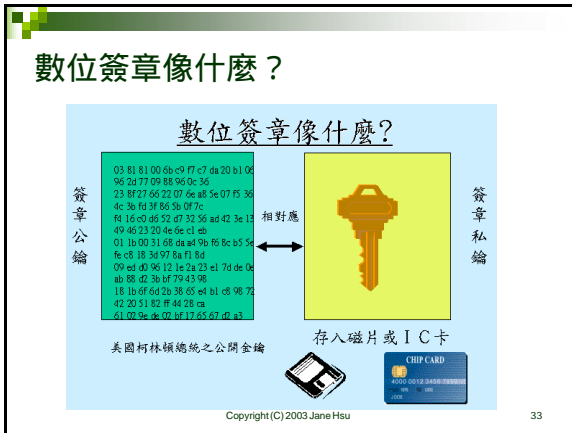 數位簽章像什麼？
數位簽章像什麼?
簽章公鑰
03 81 81 00 6b c9 f7 c7 da 20 b1 06
96 2d 77 09 88 96 0c 36
23 8f 27 66 22 07 6e a8 5e 07 f5 36
4c 3b fd 3f 86 5b 0f 7c
f4 16 c0 d6 52 d7 32 56 ad 42 3e 13
49 46 23 20 4e 6e c1 eb
01 1b 00 31 68 da a4 9b f6 8c b5 5e
fe c8 18 3d 97 8a f1 8d
09 ed d0 96 12 1e 2a 23 e1 7d de 0e
ab 88 d2 3b bf 79 43 98
18 1b 6f 6d 2b 38 65 e4 b1 c8 98 72
42 20 51 82 ff 44 28 ca
61 02 9e de 02 bf 17 65 67 d2 a3
相對應
簽章私鑰
美國柯林頓總統之公開金鑰
存入磁片或ＩＣ卡
CHIP CARD
4000 0012 3456
Copyright (C) 2003 Jane Hsu
33